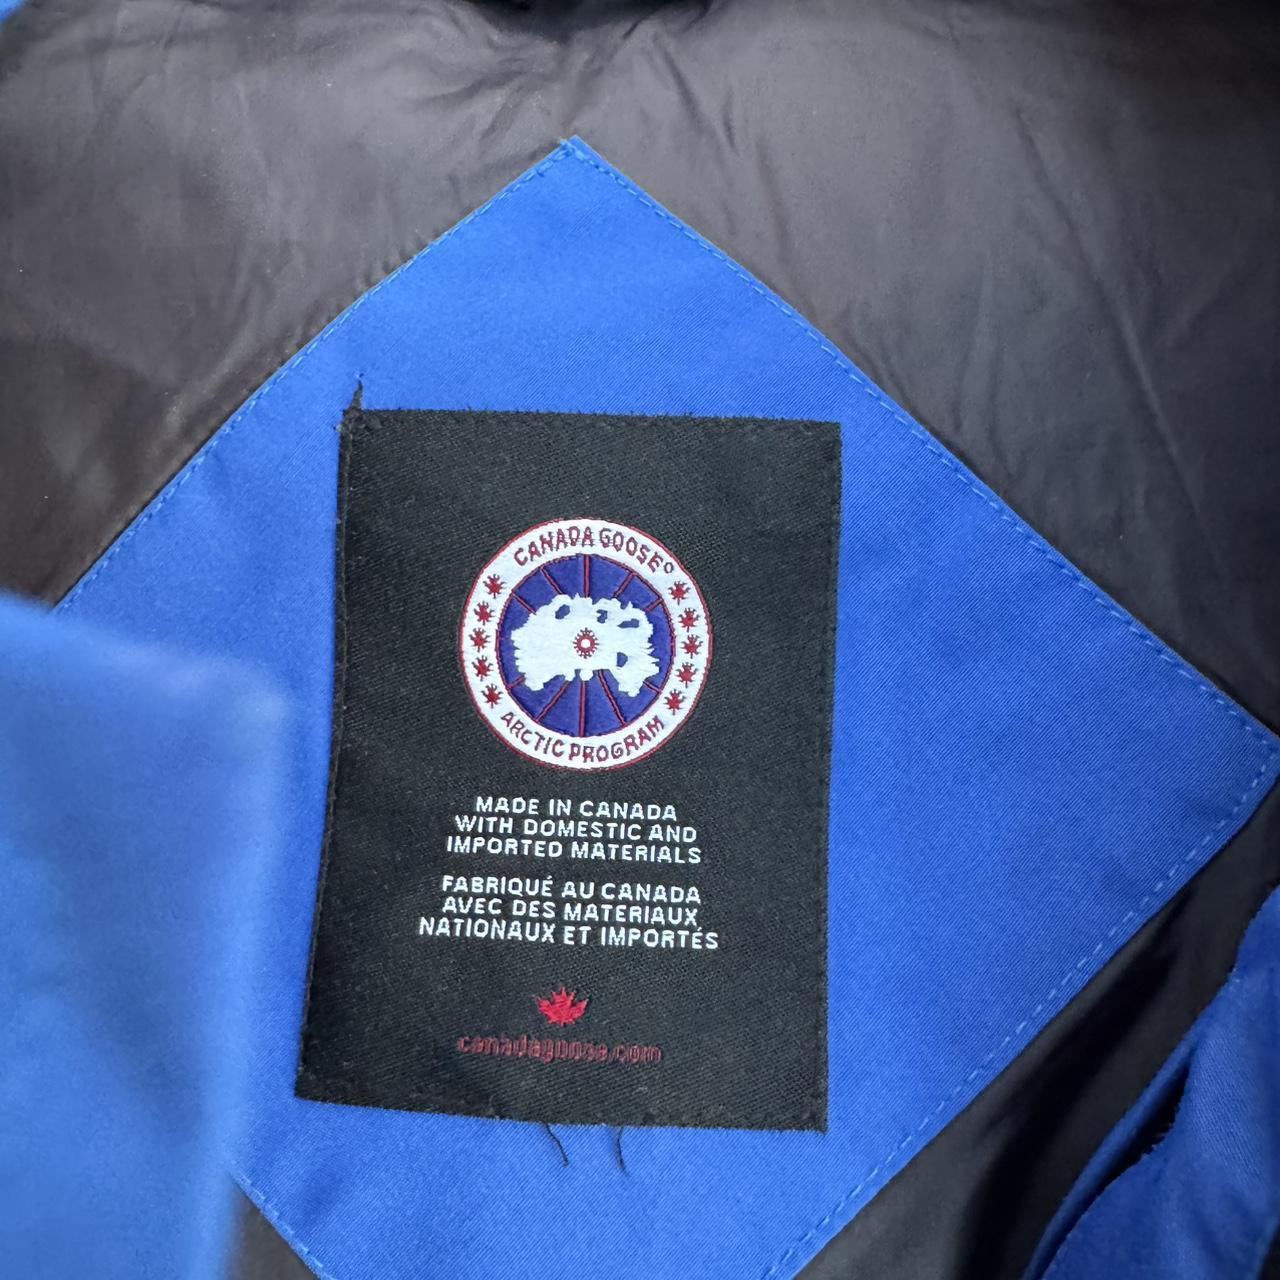 CANADA GOOSE
ARCTIC PROGRAM
MADE IN CANADA
WITH DOMESTIC AND
IMPORTED MATERIALS
FABRIQUÉ AU CANADA
AVEC DES MATERIAUX
NATIONAUX ET IMPORTÉS
canadagoose.com